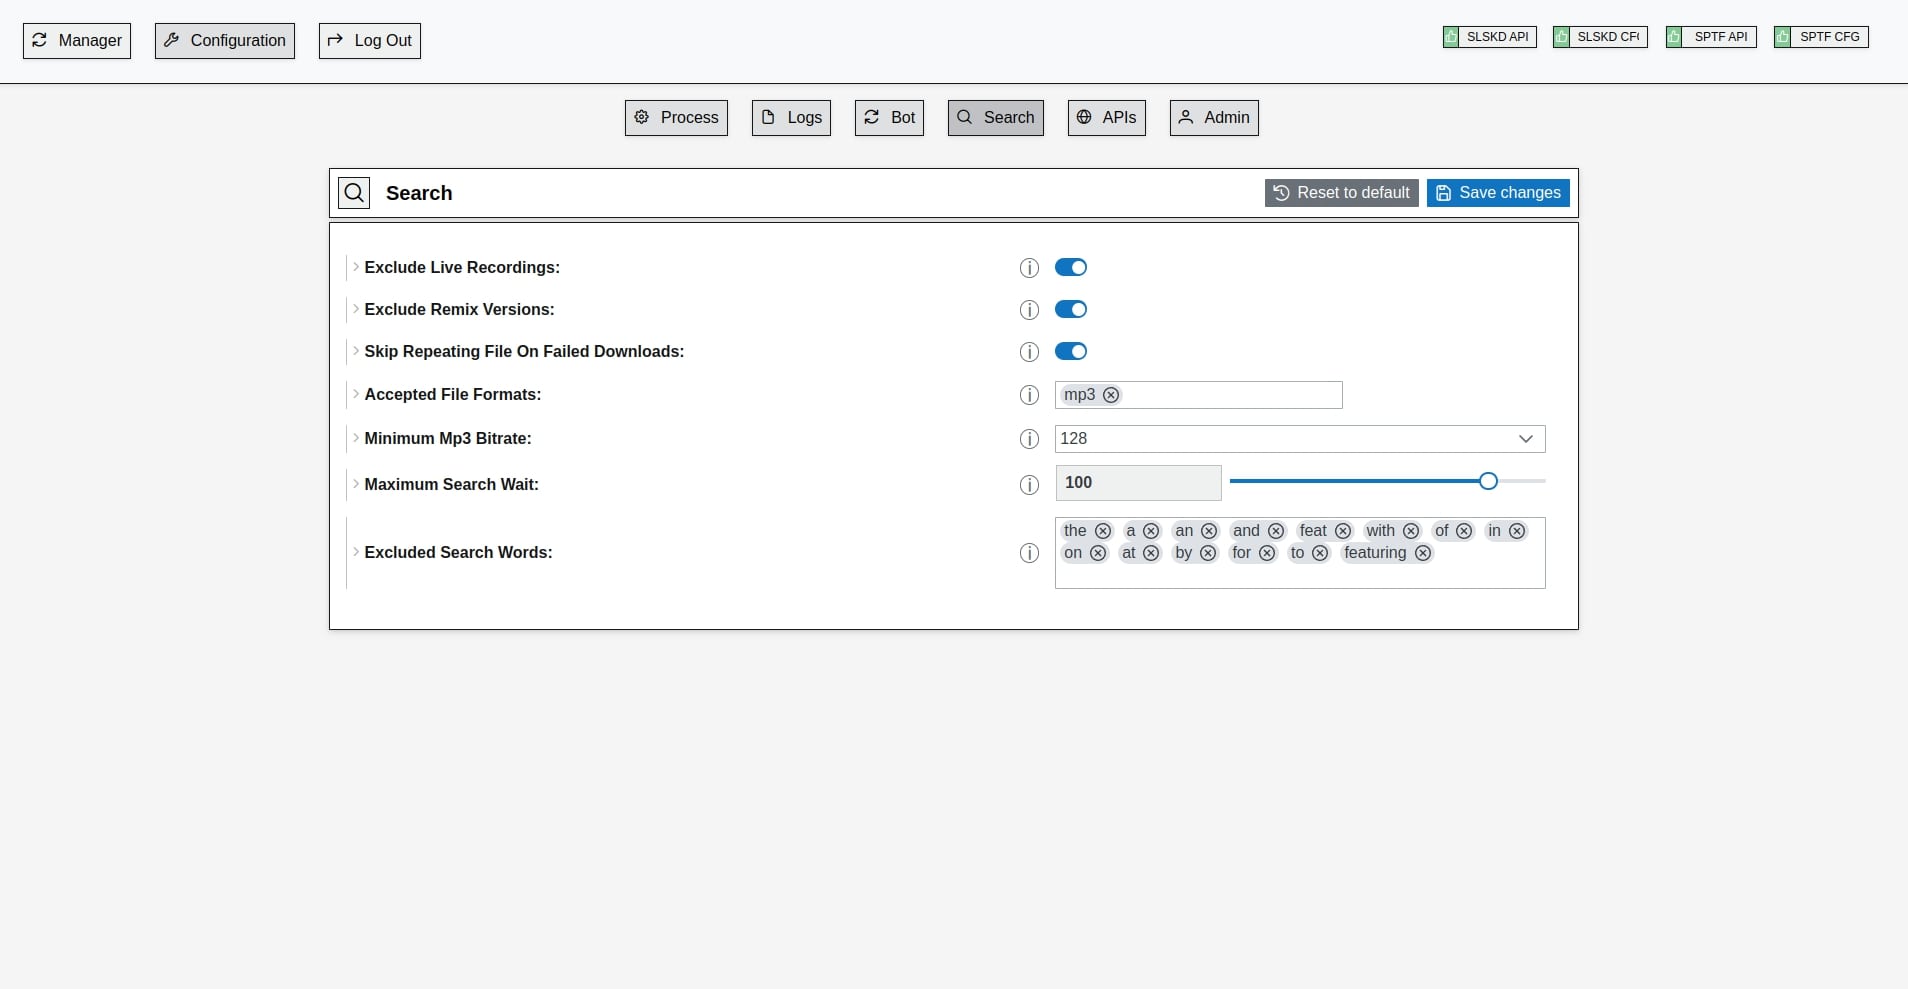 Manager Configuration Log Out SLSKD API SLSKD CFG SPTF API SPTF CFG
Process Logs Bot Search APIs Admin
Search Reset to default Save changes
Exclude Live Recordings:
Exclude Remix Versions:
Skip Repeating File On Failed Downloads:
Accepted File Formats: mp3
Minimum Mp3 Bitrate: 128
Maximum Search Wait: 100
the a an and feat with of in
Excluded Search Words: on at by for to featuring